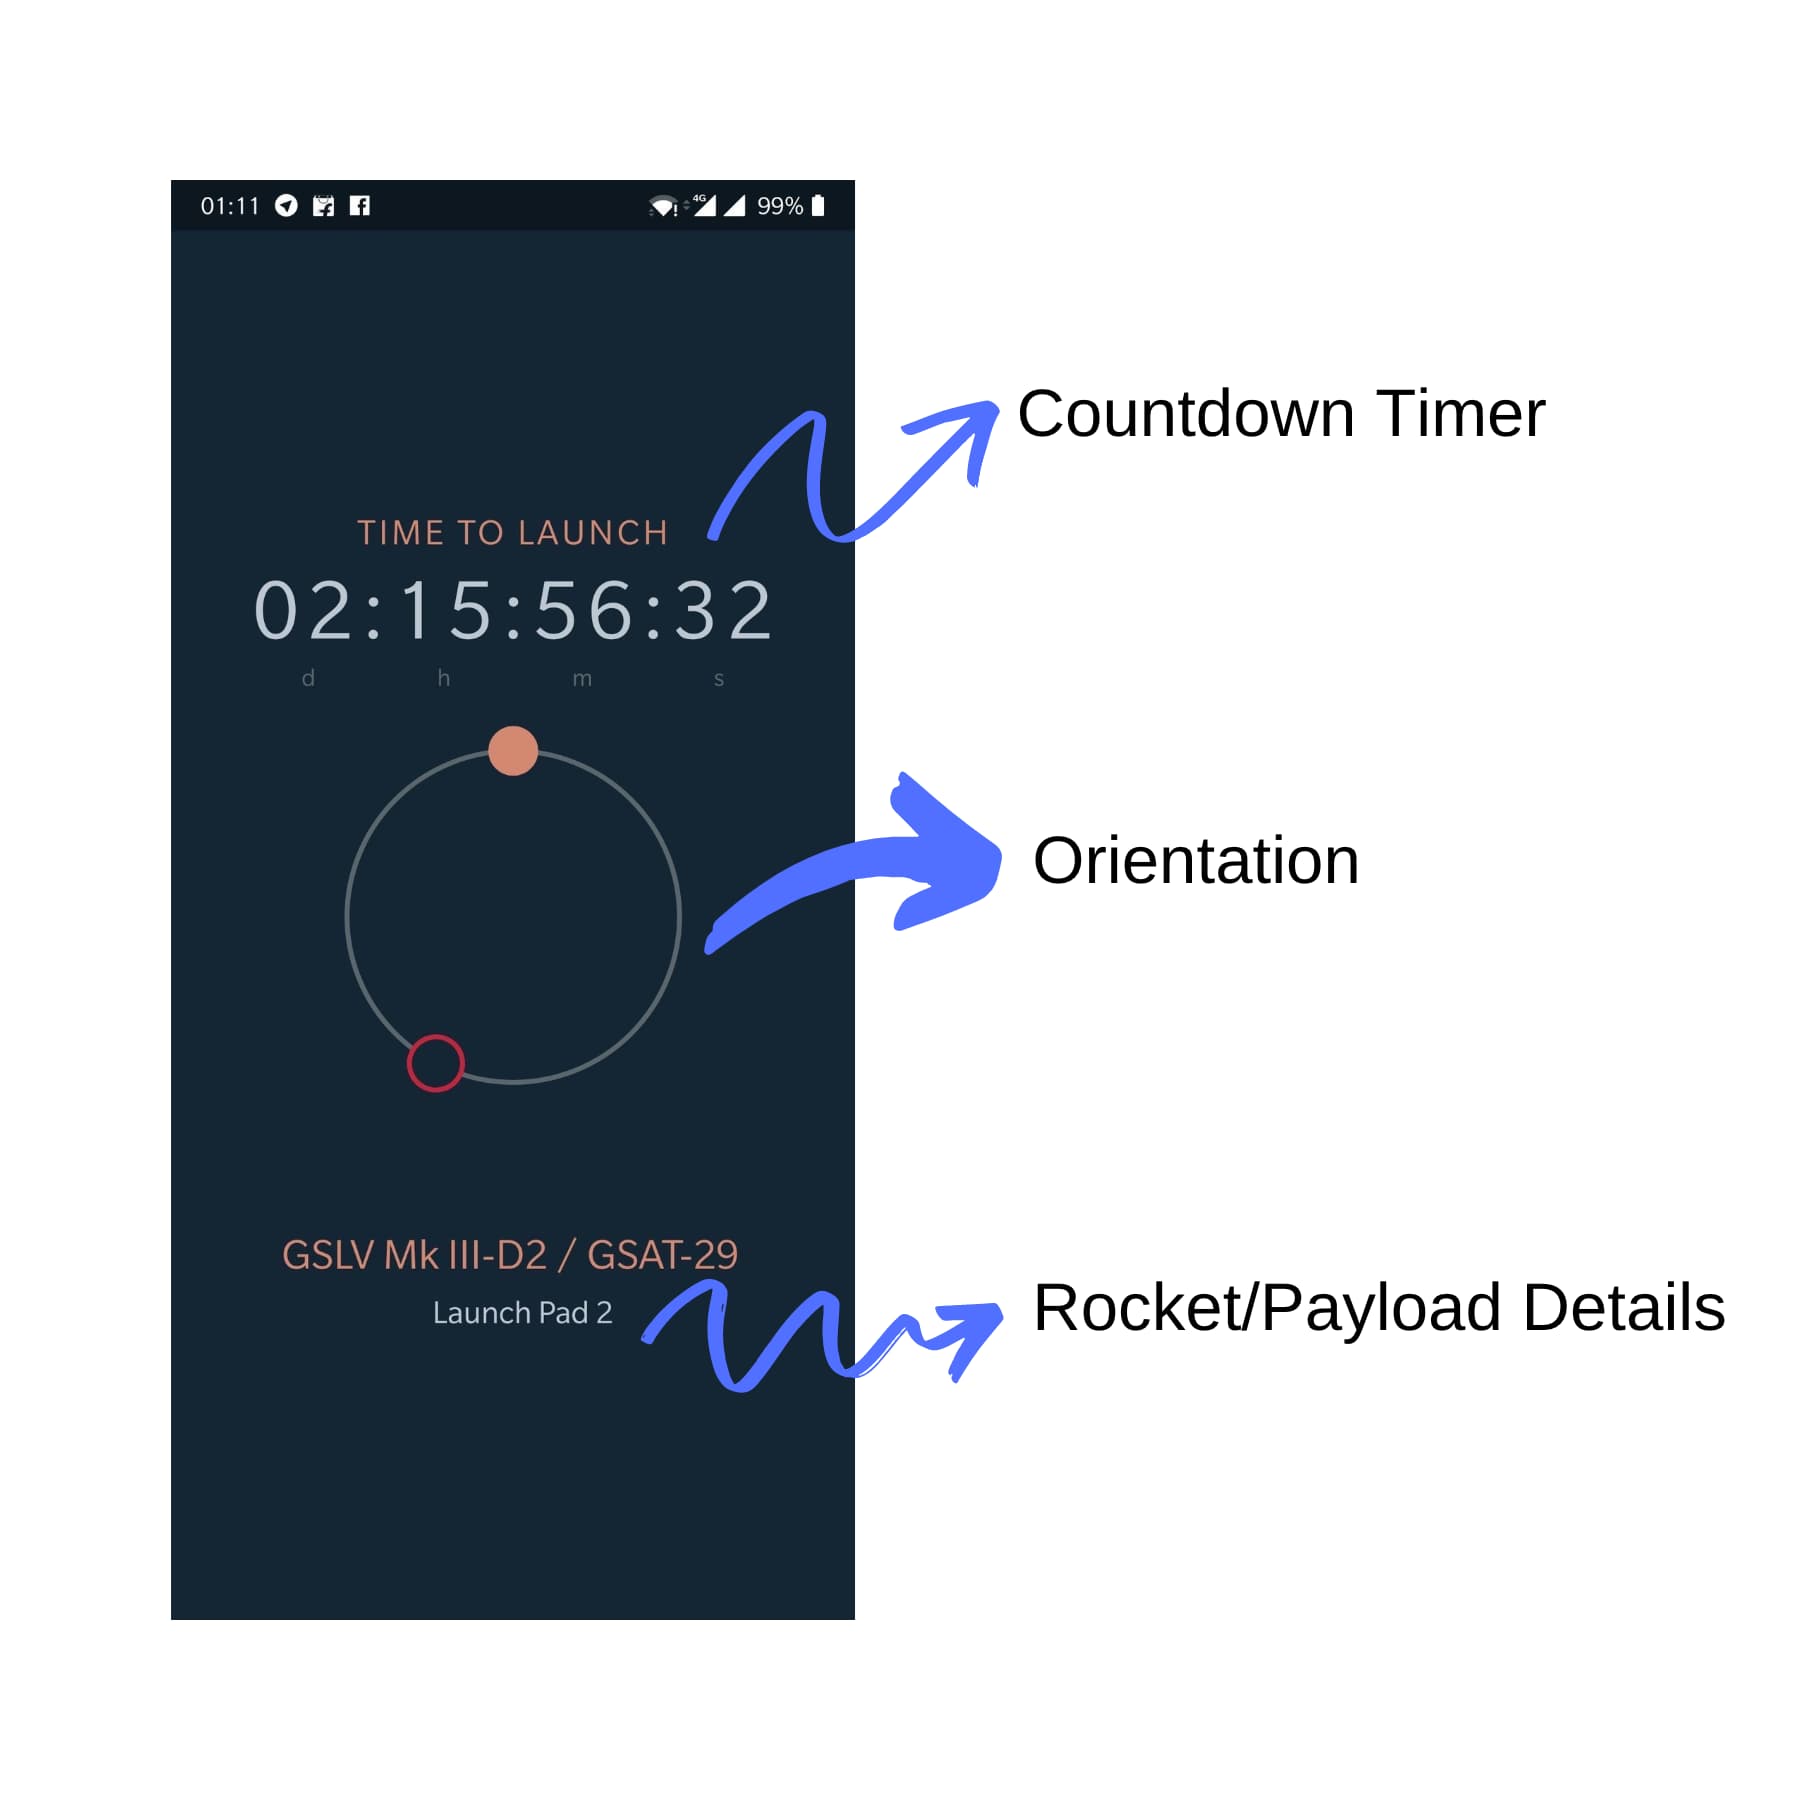 01:11 4G 99%
Countdown Timer
TIME TO LAUNCH
02:15:56:32
d h m s
Orientation
GSLV Mk III-D2 / GSAT-29
Launch Pad 2
Rocket/Payload Details